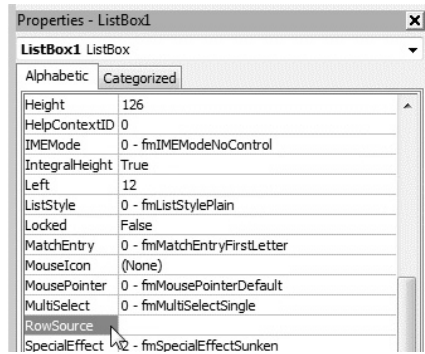 Properties - ListBox1
ListBox1 ListBox
Alphabetic Categorized
Height 126
HelpContextID 0
IMEMode 0 - fmIMEModeNoControl
IntegralHeight True
Left 12
ListStyle 0 - fmListStylePlain
Locked False
MatchEntry 0 - fmMatchEntryFirstLetter
MouseIcon (None)
MousePointer 0 - fmMousePointerDefault
MultiSelect 0 - fmMultiSelectSingle
RowSource
SpecialEffect 2 - fmSpecialEffectSunken